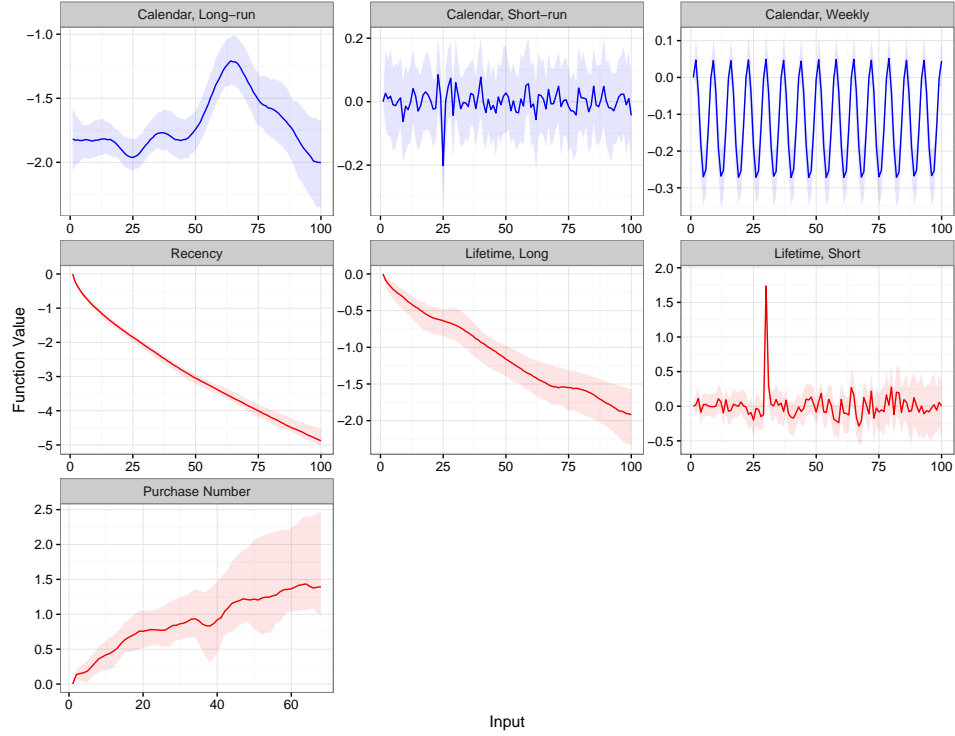 Calendar, Long−run
Calendar, Short−run
Calendar, Weekly
−1.0
−1.5
−2.0
0 25 50 75 100
0.2
0.0
−0.2
0 25 50 75 100
0.1
0.0
−0.1
−0.2
−0.3
0 25 50 75 100
Recency
Lifetime, Long
Lifetime, Short
0
−1
−2
−3
−4
−5
0 25 50 75 100
0.0
−0.5
−1.0
−1.5
−2.0
0 25 50 75 100
2.0
1.5
1.0
0.5
0.0
−0.5
0 25 50 75 100
Function Value
Purchase Number
2.5
2.0
1.5
1.0
0.5
0.0
0 20 40 60
Input